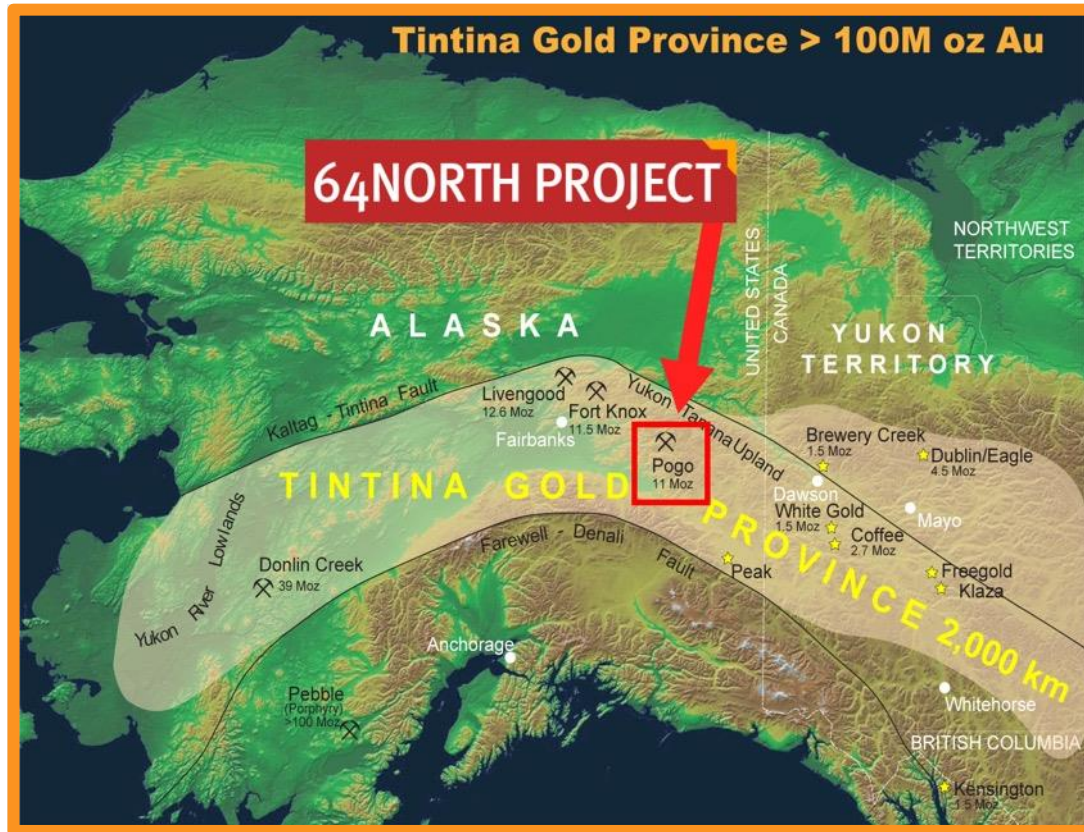 Tintina Gold Province > 100M oz Au
64NORTH PROJECT
NORTHWEST
TERRITORIES
UNITED STATES
CANADA
ALASKA
YUKON
TERRITORY
Kaltag - Tintina Fault
Livengood
12.6 Moz
Fort Knox
11.5 Moz
Fairbanks
Yukon - Tanana Upland
Pogo
11 Moz
Brewery Creek
1.5 Moz
Dublin/Eagle
4.5 Moz
Dawson
White Gold
1.5 Moz
Mayo
Coffee
2.7 Moz
TINTINA GOLD PROVINCE 2,000 km
Farewell - Denali Fault
Peak
Freegold
Klaza
Yukon River Lowlands
Donlin Creek
39 Moz
Anchorage
Pebble
(Porphyry)
>100 Moz
Whitehorse
BRITISH COLUMBIA
Kensington
1.5 Moz